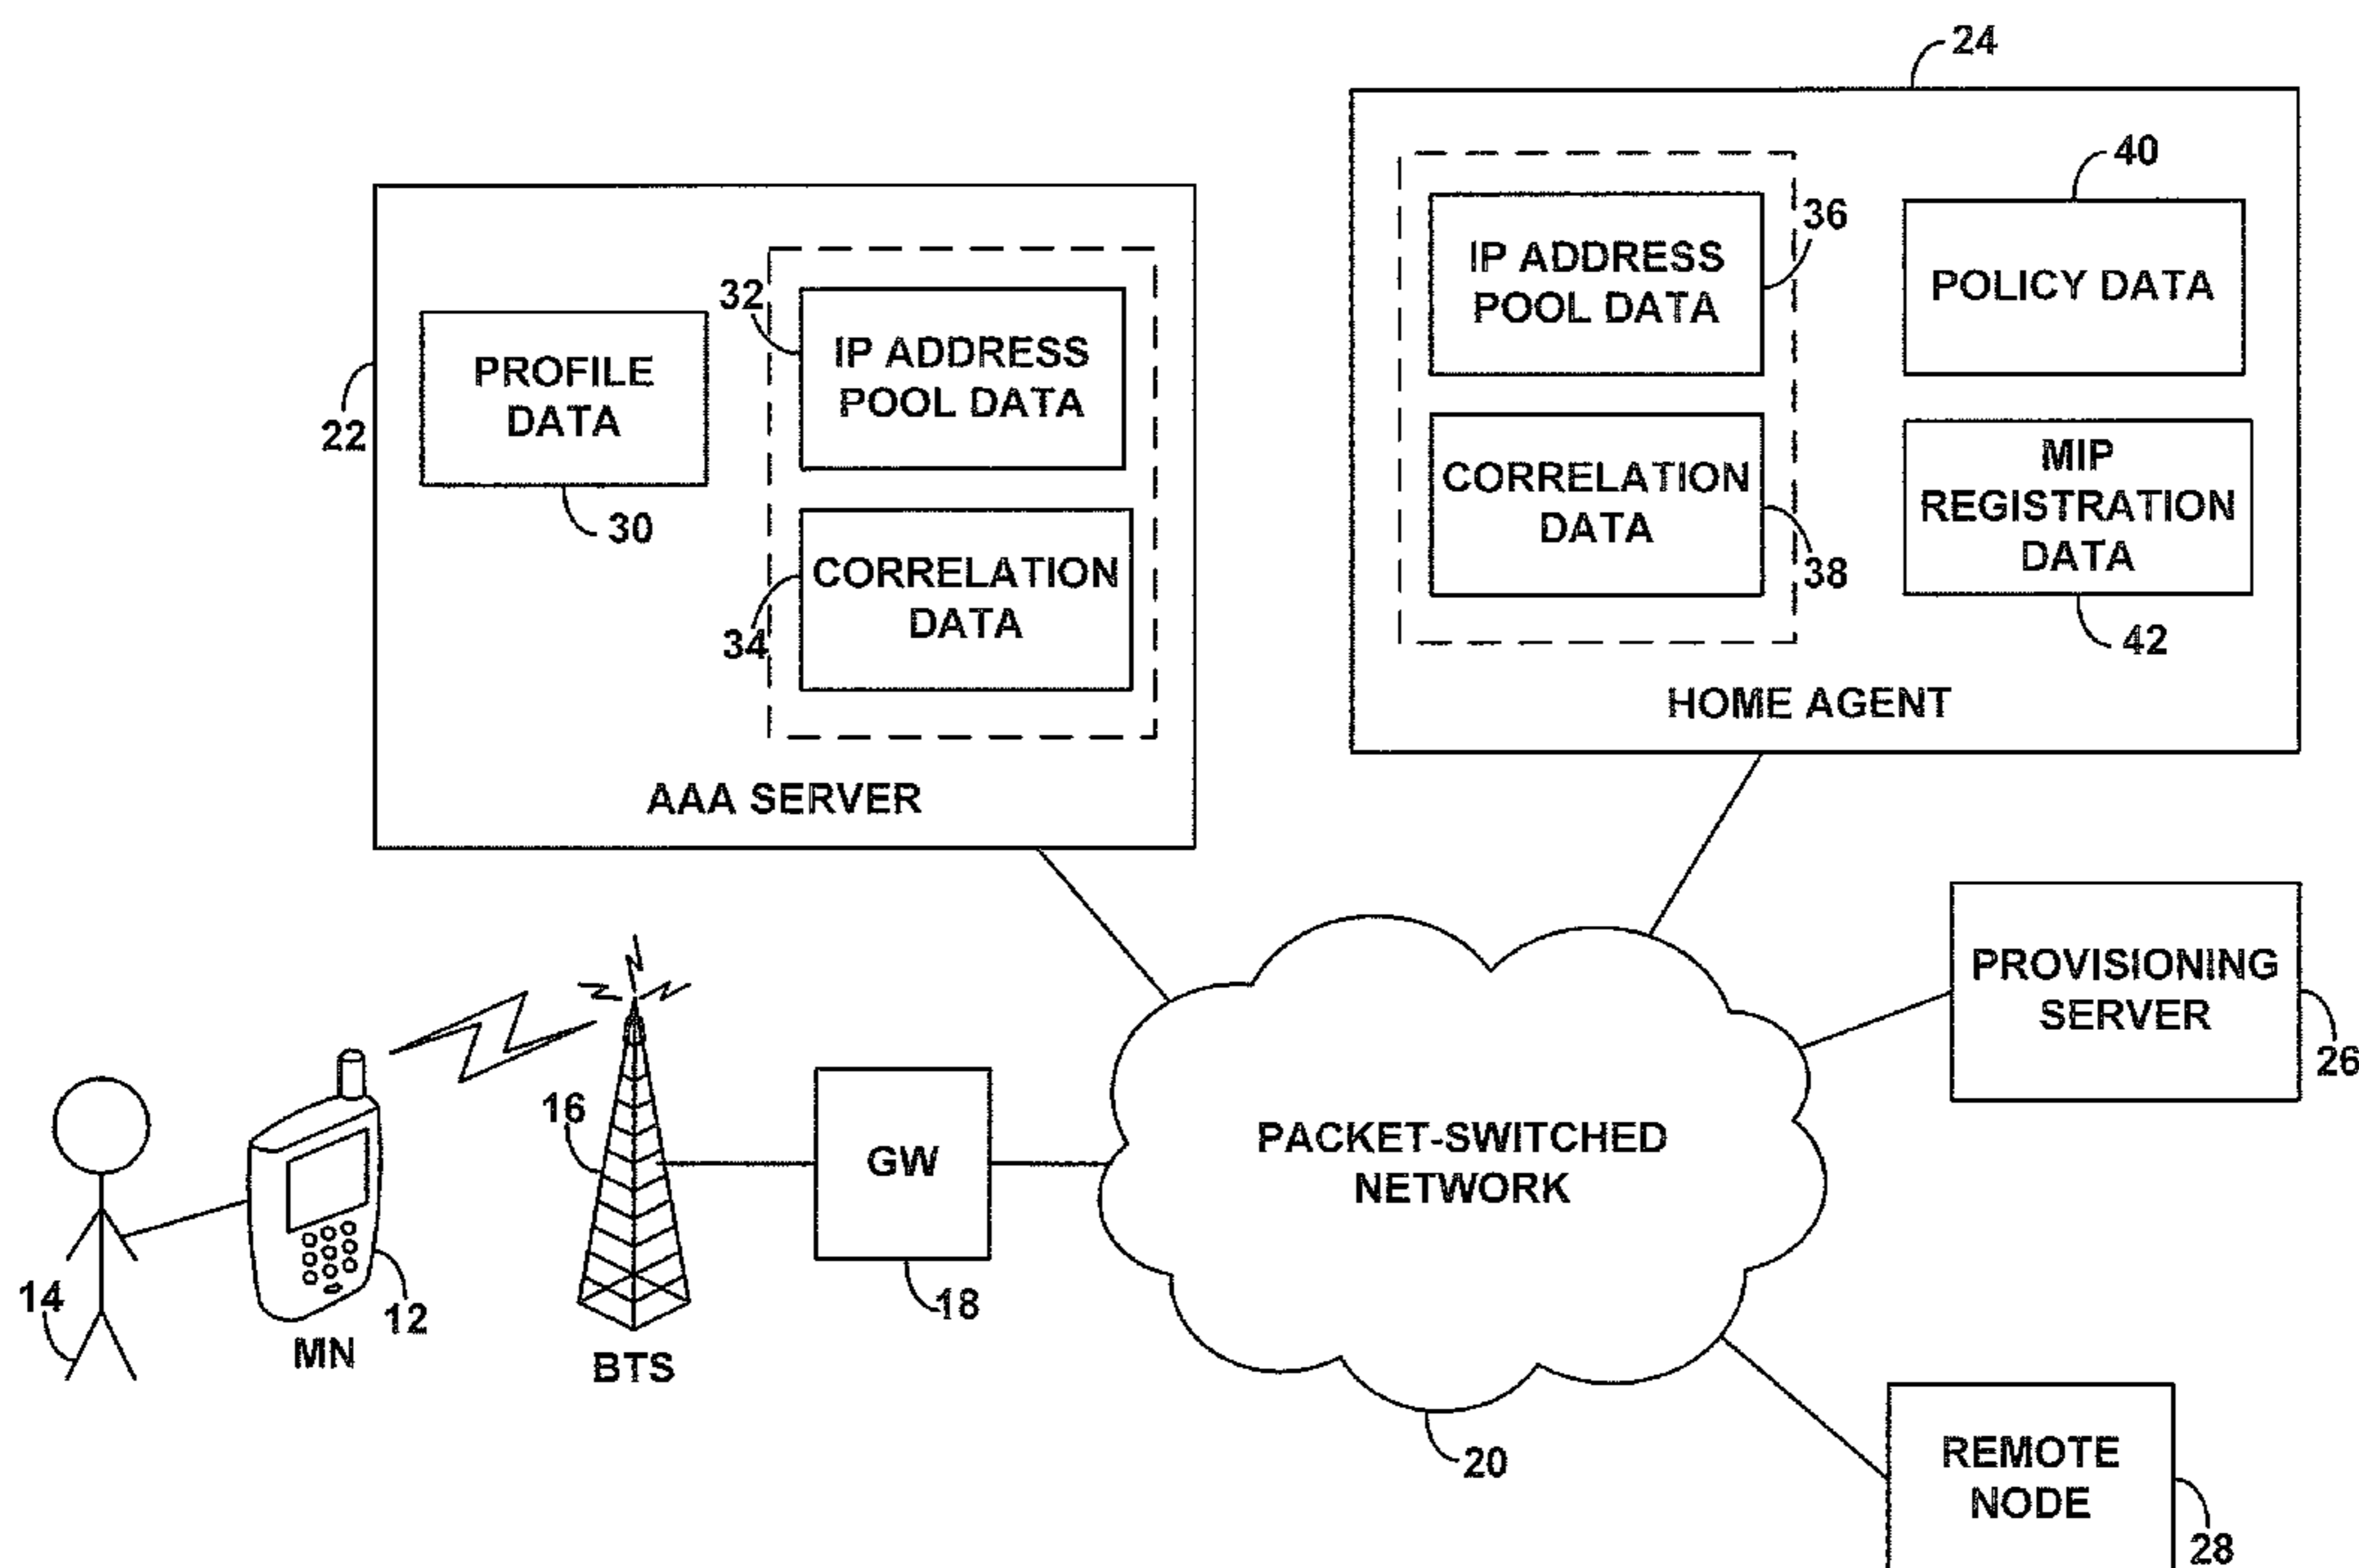 24
40
36
IP ADDRESS
POOL DATA
POLICY DATA
32
IP ADDRESS
POOL DATA
PROFILE
DATA
22
30
CORRELATION
DATA
38
MIP
REGISTRATION
DATA
42
CORRELATION
DATA
34
HOME AGENT
AAA SERVER
PROVISIONING
SERVER
26
16
GW
PACKET-SWITCHED
NETWORK
14
12
18
MN
BTS
20
REMOTE
NODE
28